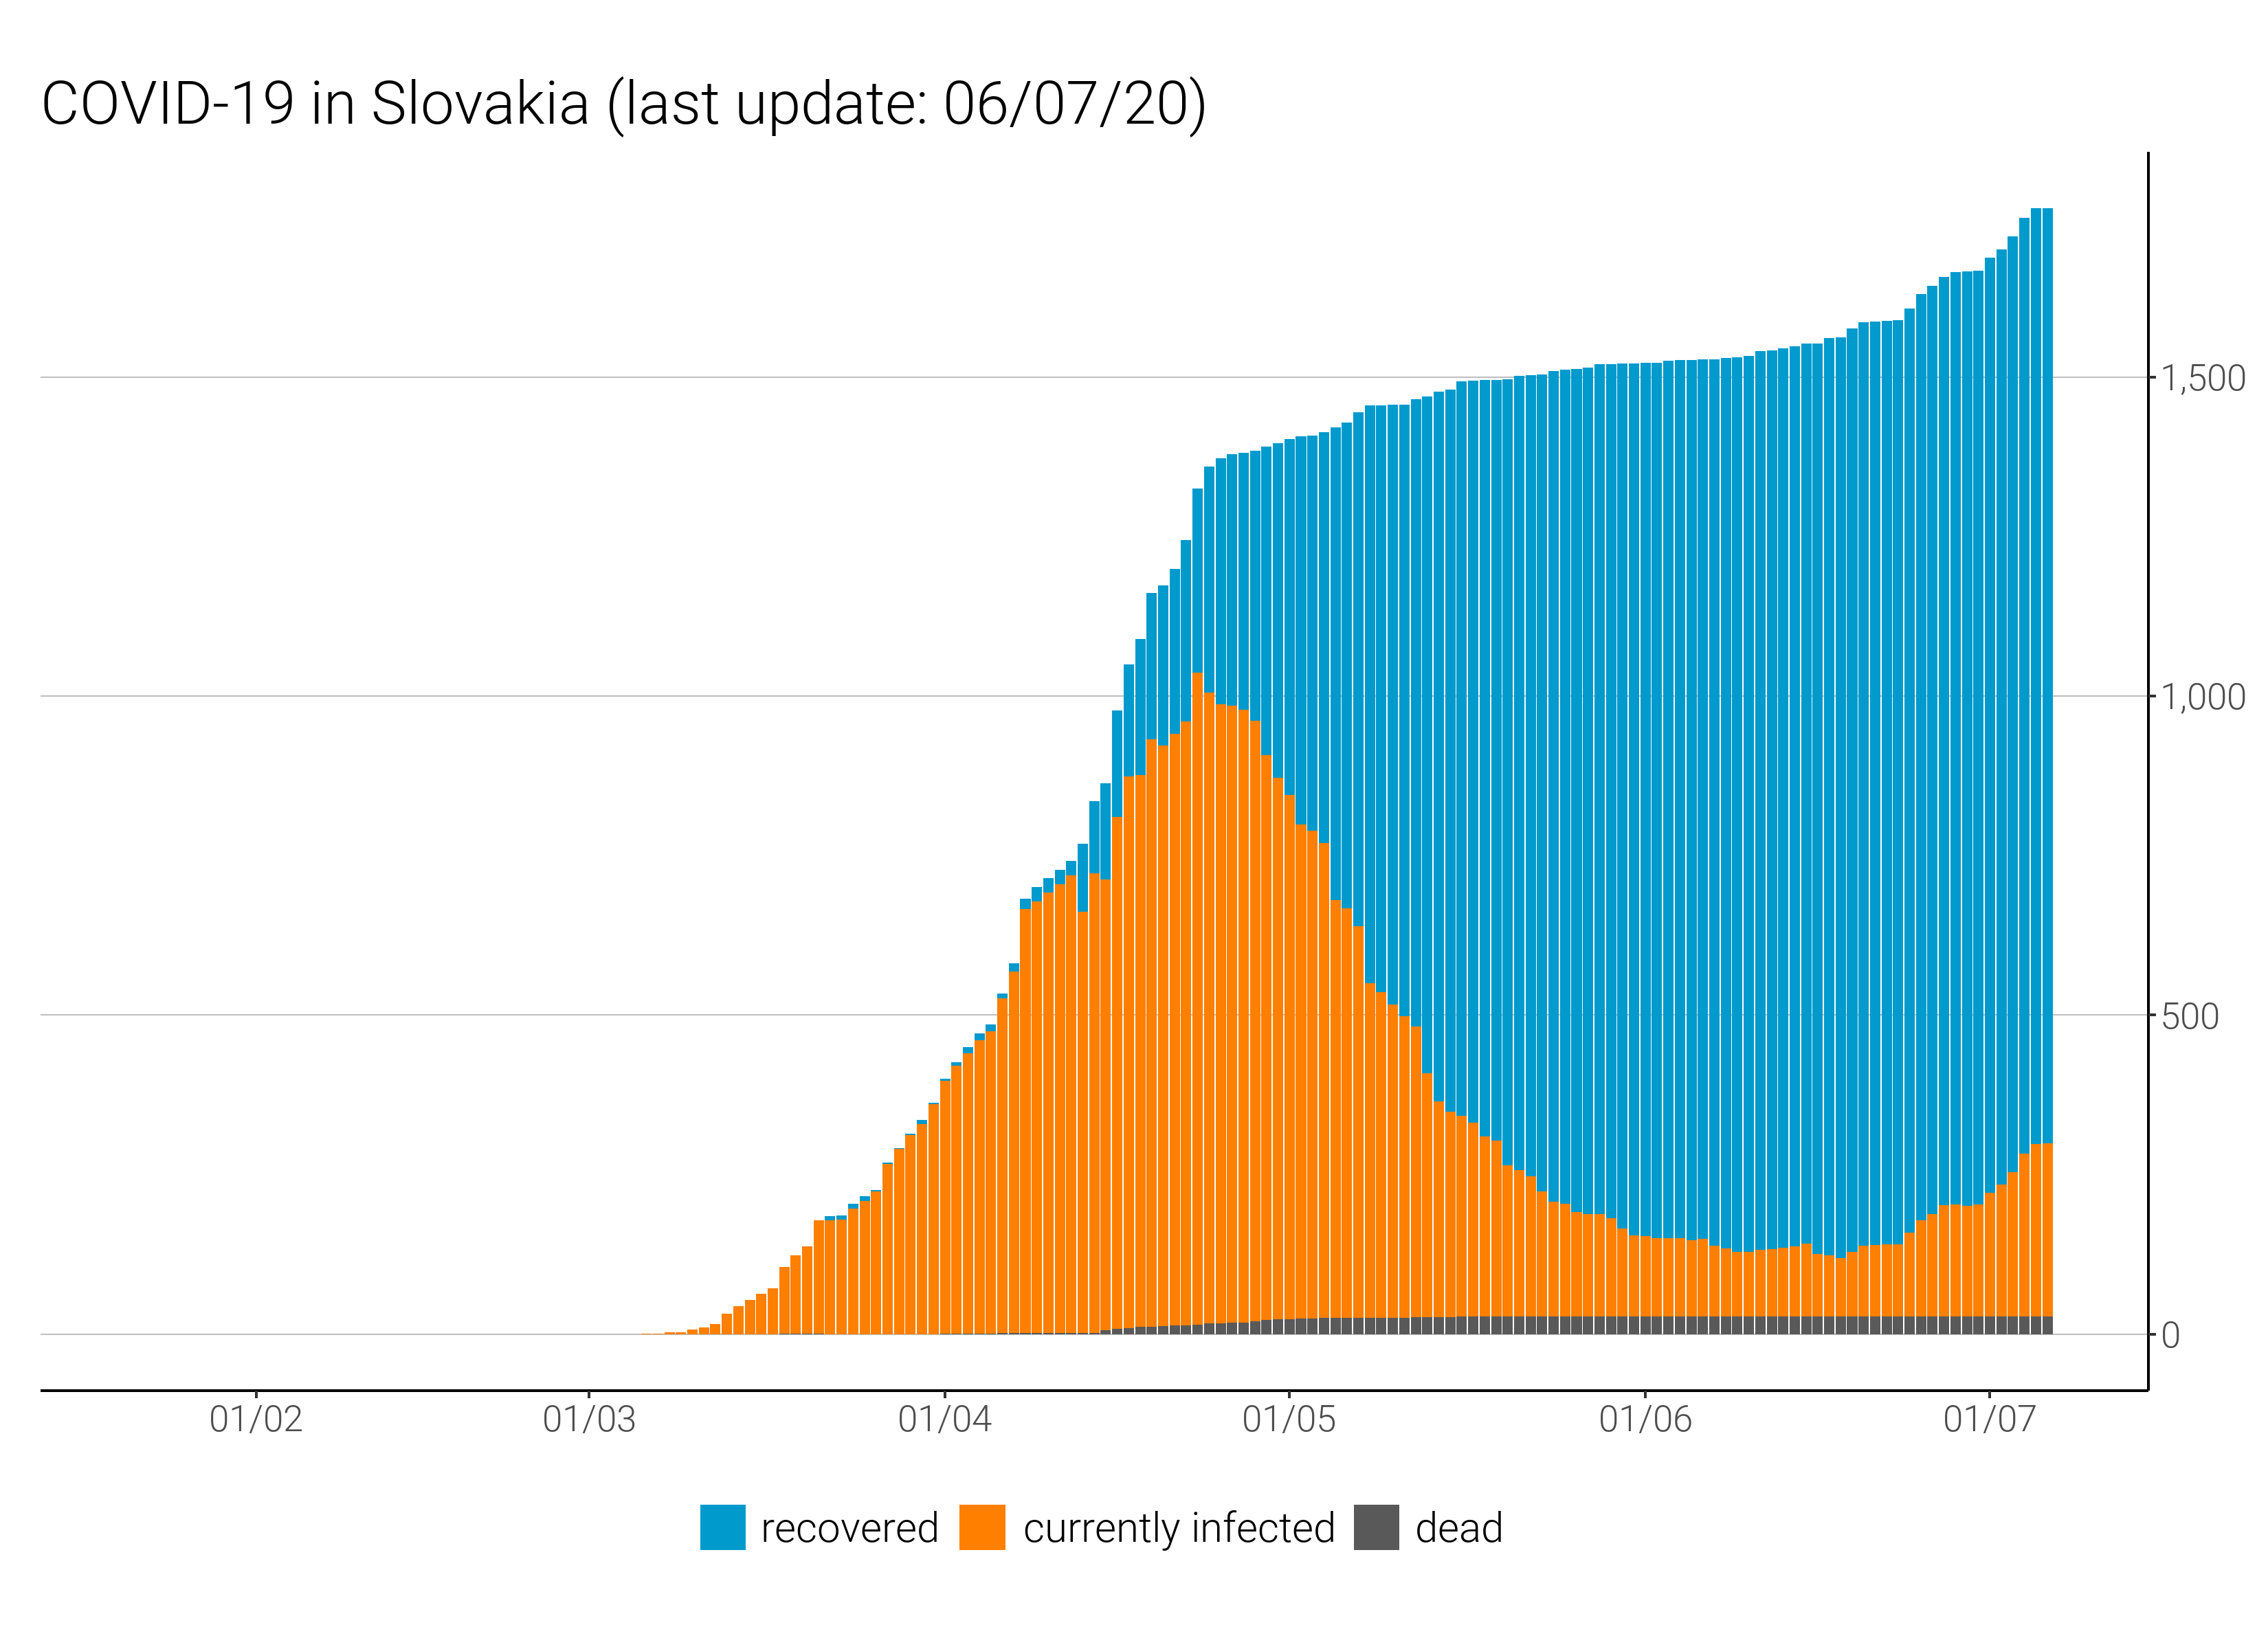 COVID-19 in Slovakia (last update: 06/07/20)
1,500
1,000
500
0
01/02 01/03 01/04 01/05 01/06 01/07
recovered currently infected dead